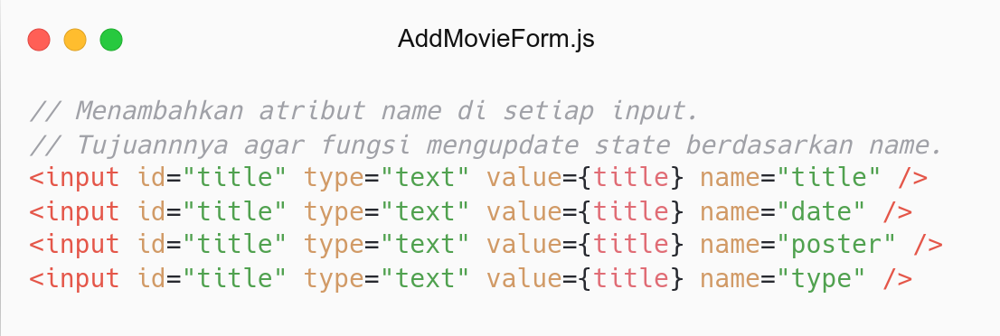 AddMovieForm.js
// Menambahkan atribut name di setiap input.
// Tujuannnya agar fungsi mengupdate state berdasarkan name.
<input id="title" type="text" value={title} name="title" />
<input id="title" type="text" value={title} name="date" />
<input id="title" type="text" value={title} name="poster" />
<input id="title" type="text" value={title} name="type" />